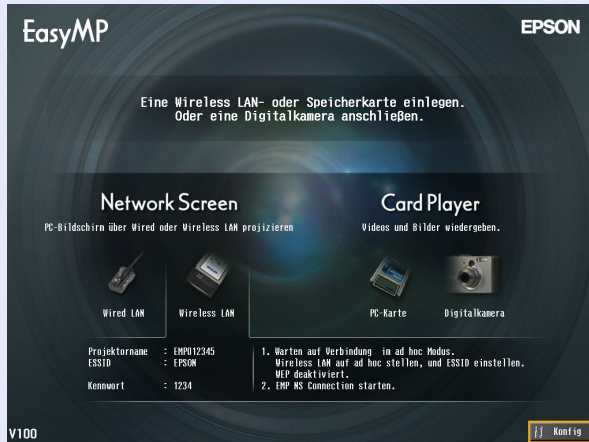 EasyMP
EPSON
Eine Wireless LAN- oder Speicherkarte einlegen.
Oder eine Digitalkamera anschließen.
Network Screen
PC-Bildschirm über Wired oder Wireless LAN projizieren
Card Player
Videos und Bilder wiedergeben.
Wired LAN
Wireless LAN
PC-Karte
Digitalkamera
Projektorname : EMP012345
ESSID : EPSON
Kennwort : 1234
1. Warten auf Verbindung im ad hoc Modus.
Wireless LAN auf ad hoc stellen, und ESSID einstellen.
WEP deaktiviert.
2. EMP NS Connection starten.
V100
Konfig